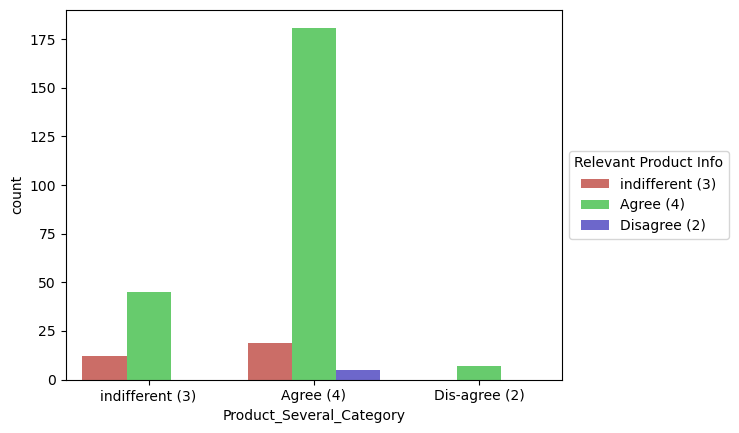 175
150
125
100
75
50
25
0
count
indifferent (3)
Agree (4)
Dis-agree (2)
Product_Several_Category
Relevant Product Info
indifferent (3)
Agree (4)
Disagree (2)